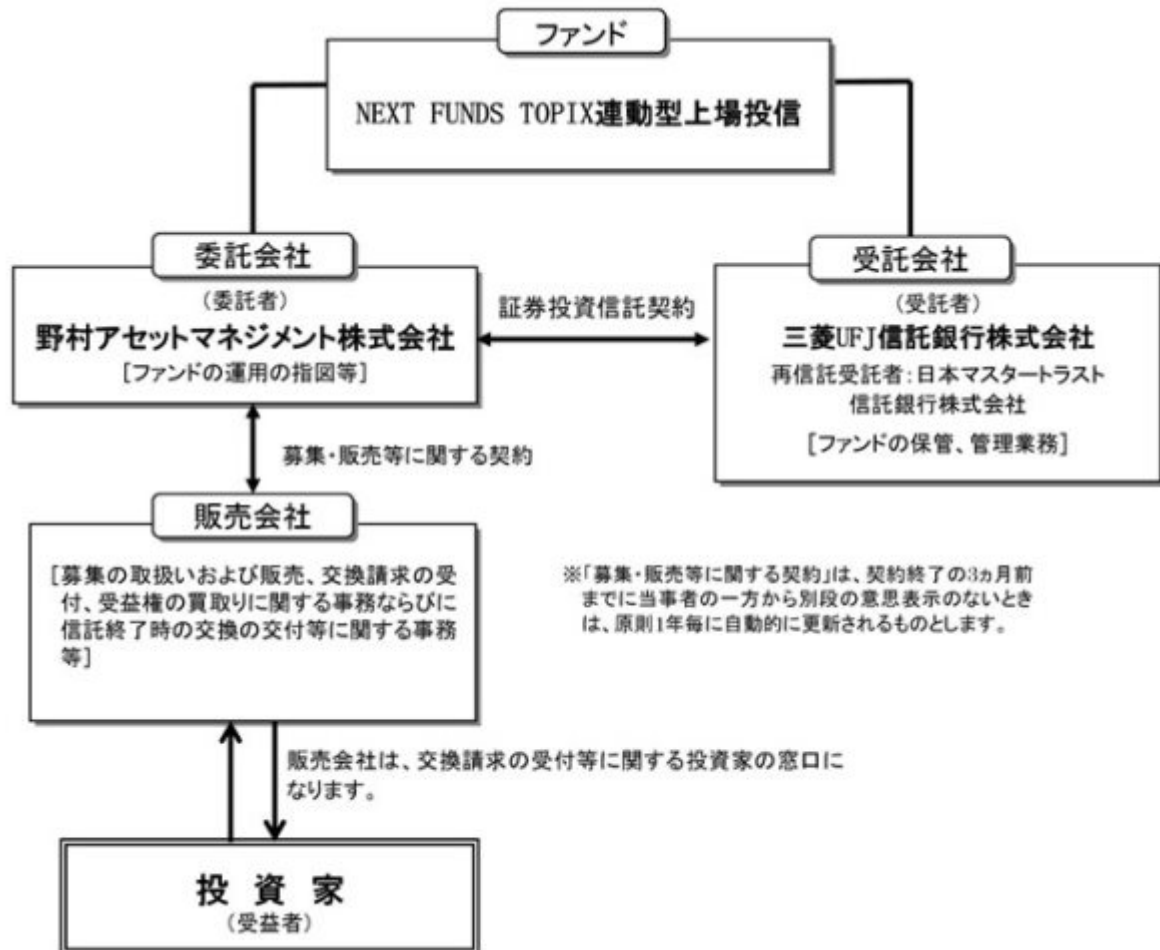 ファンド
NEXT FUNDS TOPIX連動型上場投信
委託会社
(委託者)
野村アセットマネジメント株式会社
[ファンドの運用の指図等]
証券投資信託契約
受託会社
(受託者)
三菱UFJ信託銀行株式会社
再信託受託者:日本マスタートラスト
信託銀行株式会社
[ファンドの保管、管理業務]
募集・販売等に関する契約
販売会社
[募集の取扱いおよび販売、交換請求の受
付、受益権の買取りに関する事務ならびに
信託終了時の交換の交付等に関する事務
等]
※「募集・販売等に関する契約」は、契約終了の3ヵ月前
までに当事者の一方から別段の意思表示のないとき
は、原則1年毎に自動的に更新されるものとします。
販売会社は、交換請求の受付等に関する投資家の窓口に
なります。
投 資 家
(受益者)